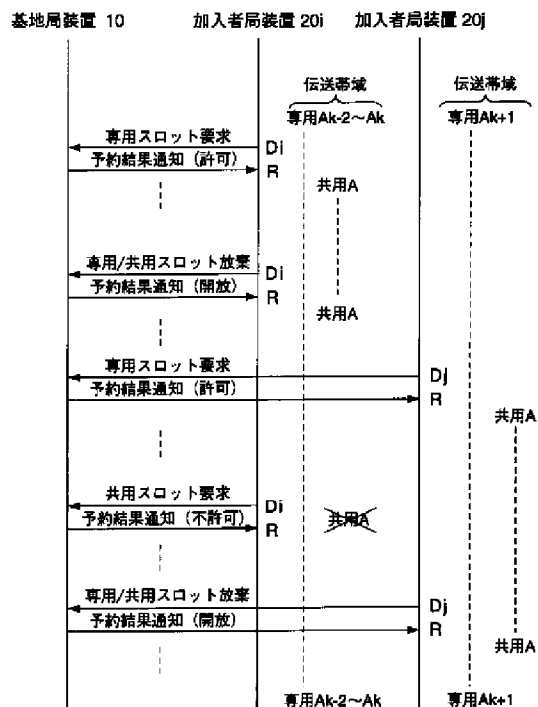 基地局装置 10 加入者局装置 20i 加入者局装置 20j
伝送帯域 伝送帯域
専用Ak-2～Ak 専用Ak+1
専用スロット要求 Di
予約結果通知（許可） R
共用A
専用/共用スロット放棄 Di
予約結果通知（開放） R
共用A
専用スロット要求 Dj
予約結果通知（許可） R
共用A
共用スロット要求 Di
予約結果通知（不許可） R 共用A
専用/共用スロット放棄 Dj
予約結果通知（開放） R
共用A
専用Ak-2～Ak 専用Ak+1